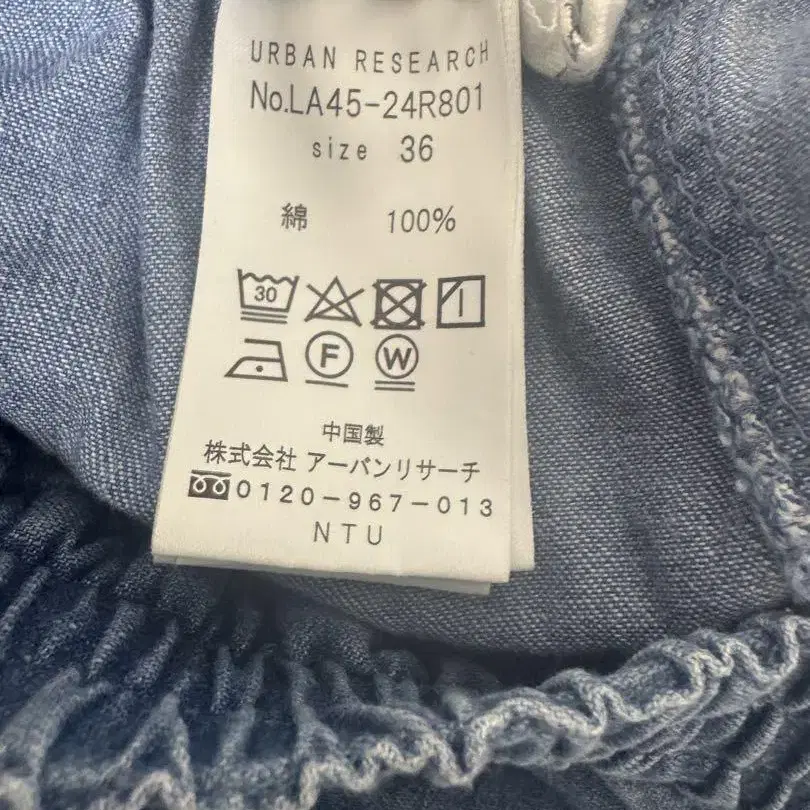 URBAN RESEARCH
No.LA45-24R801
size 36
綿 100%
30
F W
中国製
株式会社 アーバンリサーチ
0120-967-013
NTU